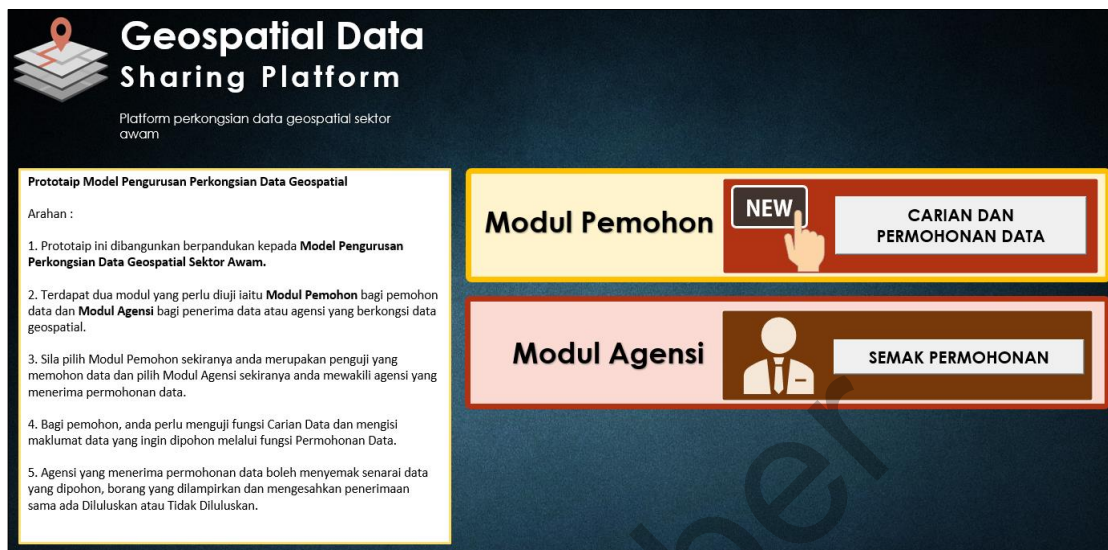 Geospatial Data
Sharing Platform
Platform perkongsian data geospatial sektor
awam
Prototaip Model Pengurusan Perkongsian Data Geospatial
Arahan :
1. Prototaip ini dibangunkan berpandukan kepada Model Pengurusan
Perkongsian Data Geospatial Sektor Awam.
2. Terdapat dua modul yang perlu diuji iaitu Modul Pemohon bagi pemohon
data dan Modul Agensi bagi penerima data atau agensi yang berkongsi data
geospatial.
3. Sila pilih Modul Pemohon sekiranya anda merupakan penguji yang
memohon data dan pilih Modul Agensi sekiranya anda mewakili agensi yang
menerima permohonan data.
4. Bagi pemohon, anda perlu menguji fungsi Carian Data dan mengisi
maklumat data yang ingin dipohon melalui fungsi Permohonan Data.
5. Agensi yang menerima permohonan data boleh menyemak senarai data
yang dipohon, borang yang dilampirkan dan mengesahkan penerimaan
sama ada Diluluskan atau Tidak Diluluskan.
Modul Pemohon
NEW
CARIAN DAN
PERMOHONAN DATA
Modul Agensi
SEMAK PERMOHONAN